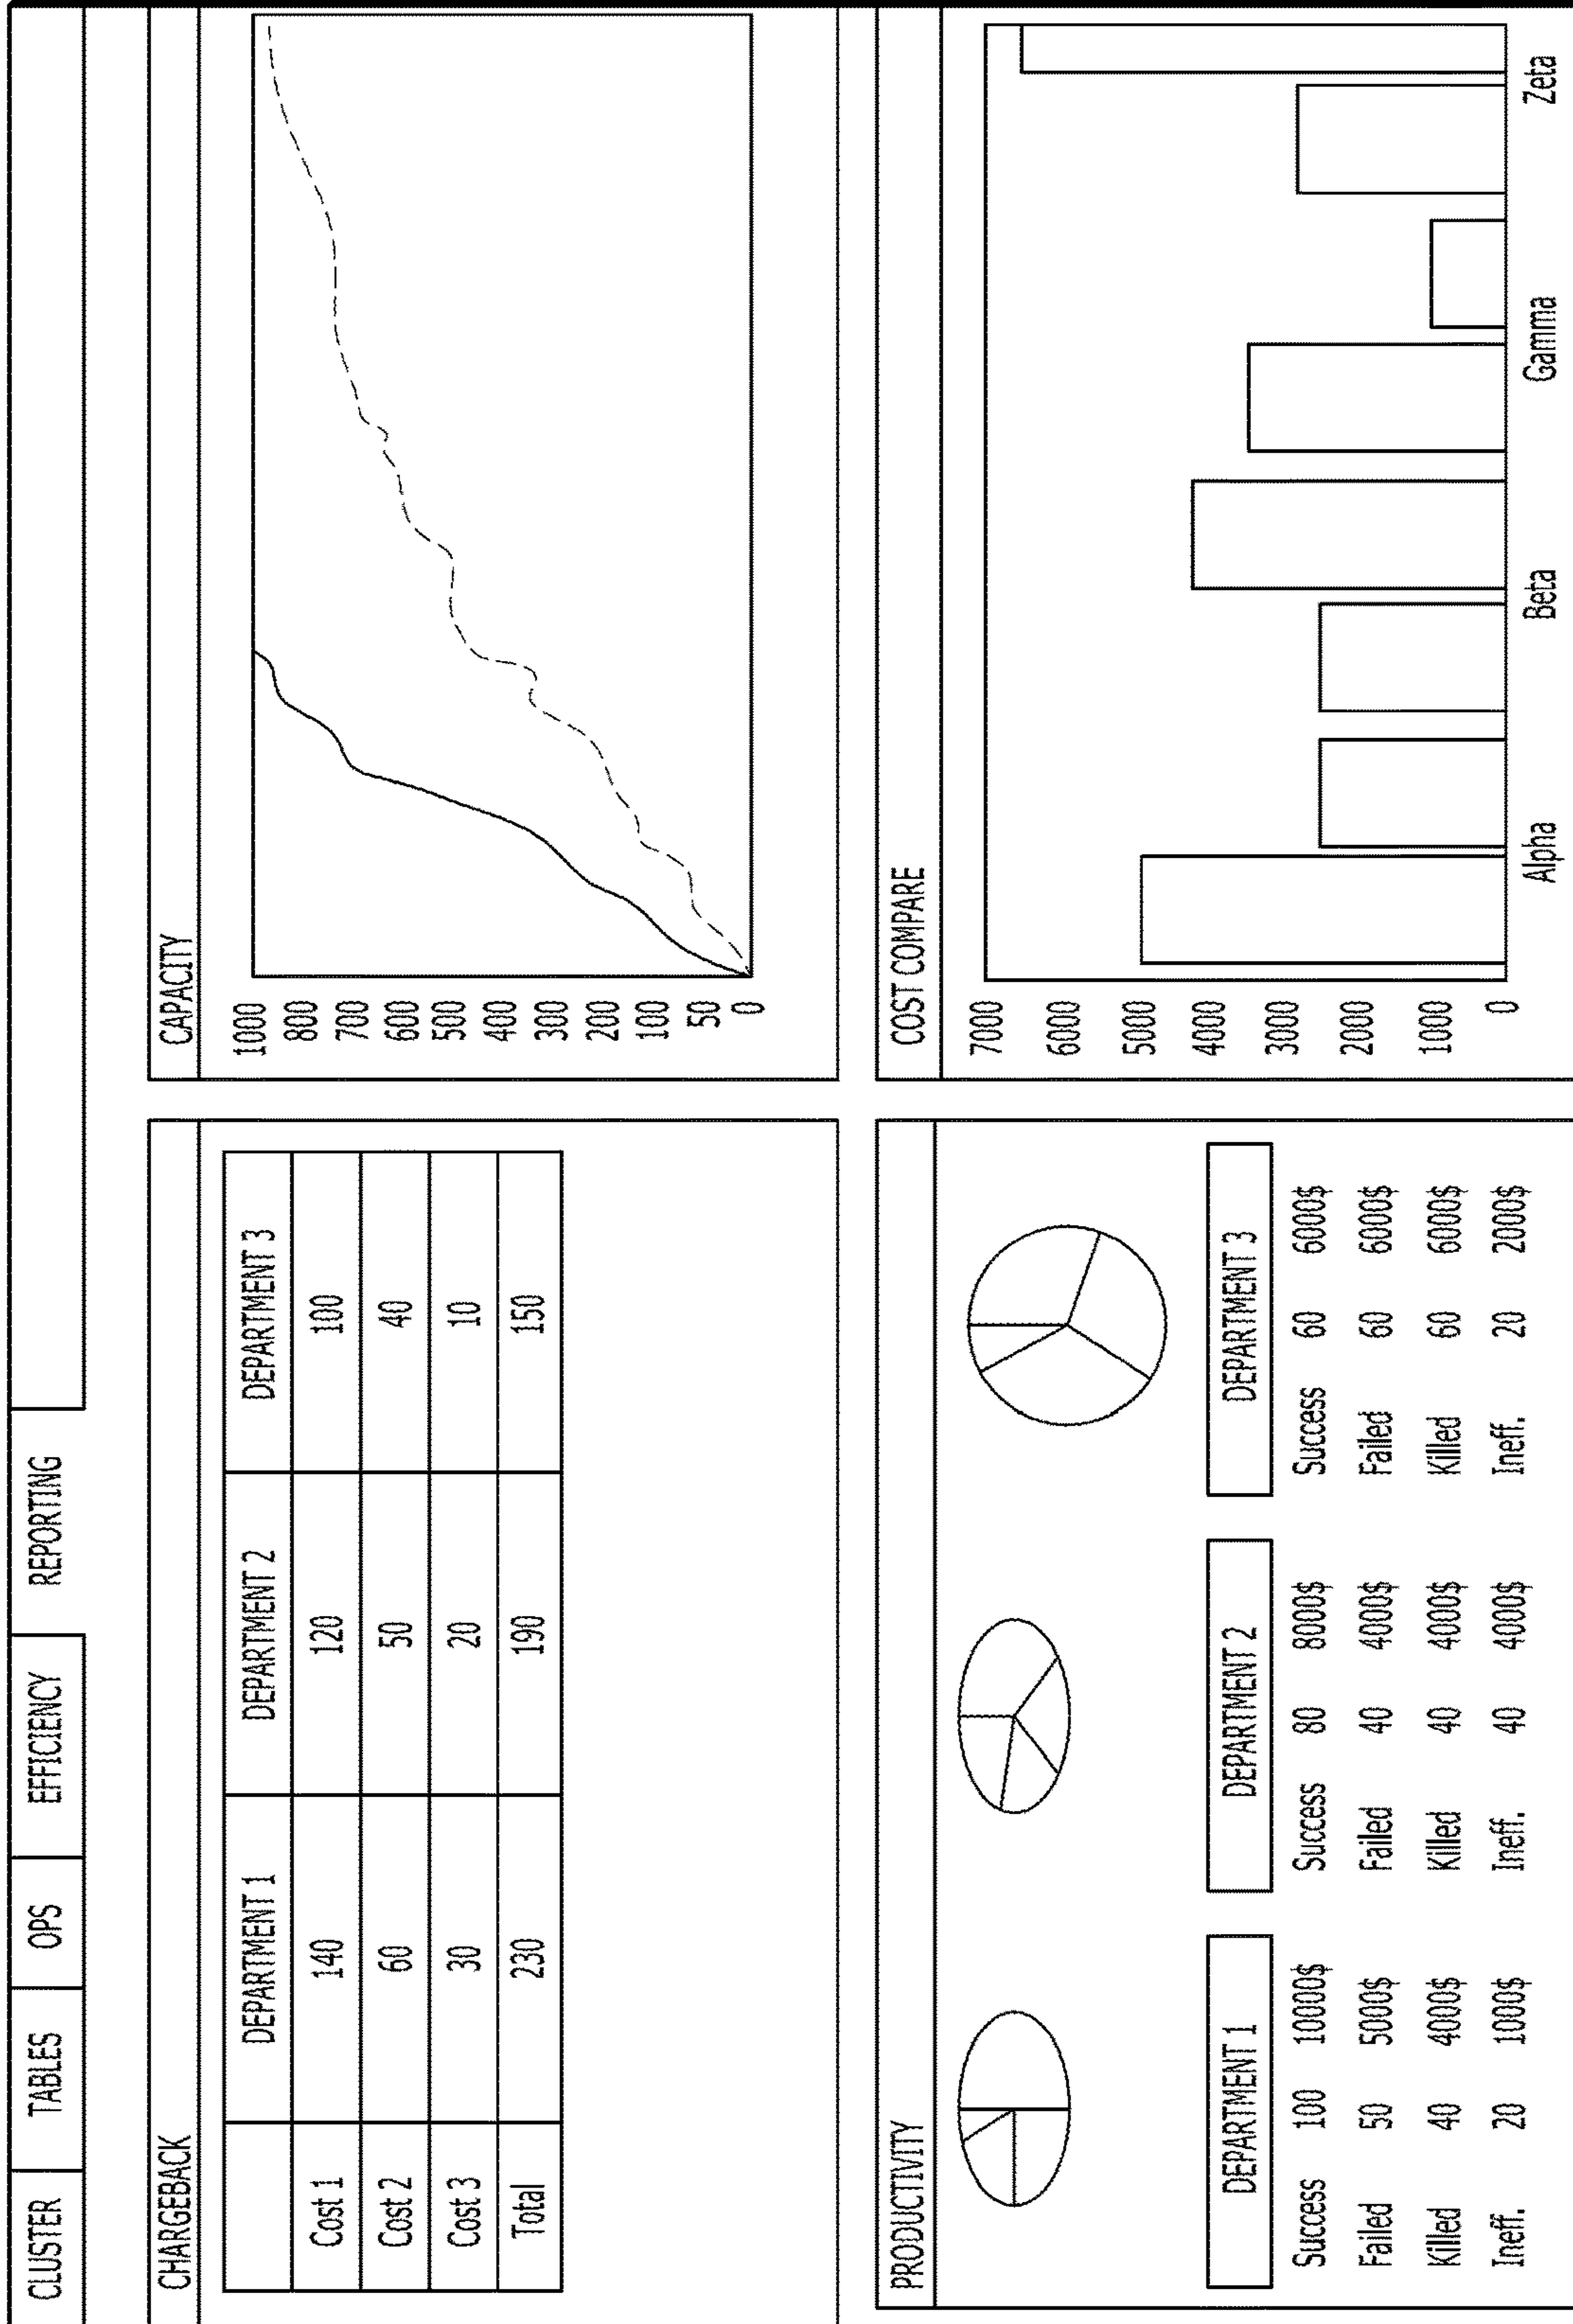 CLUSTER TABLES OPS EFFICIENCY REPORTING
CHARGEBACK
DEPARTMENT 1 DEPARTMENT 2 DEPARTMENT 3
Cost 1 140 120 100
Cost 2 60 50 40
Cost 3 30 20 10
Total 230 190 150
CAPACITY
1000
800
700
600
500
400
300
200
100
50
0
PRODUCTIVITY
DEPARTMENT 1
Success 100 10000$
Failed 50 5000$
Killed 40 4000$
Ineff. 20 1000$
DEPARTMENT 2
Success 80 8000$
Failed 40 4000$
Killed 40 4000$
Ineff. 40 4000$
DEPARTMENT 3
Success 60 6000$
Failed 60 6000$
Killed 60 6000$
Ineff. 20 2000$
COST COMPARE
7000
6000
5000
4000
3000
2000
1000
0
Alpha Beta Gamma Zeta